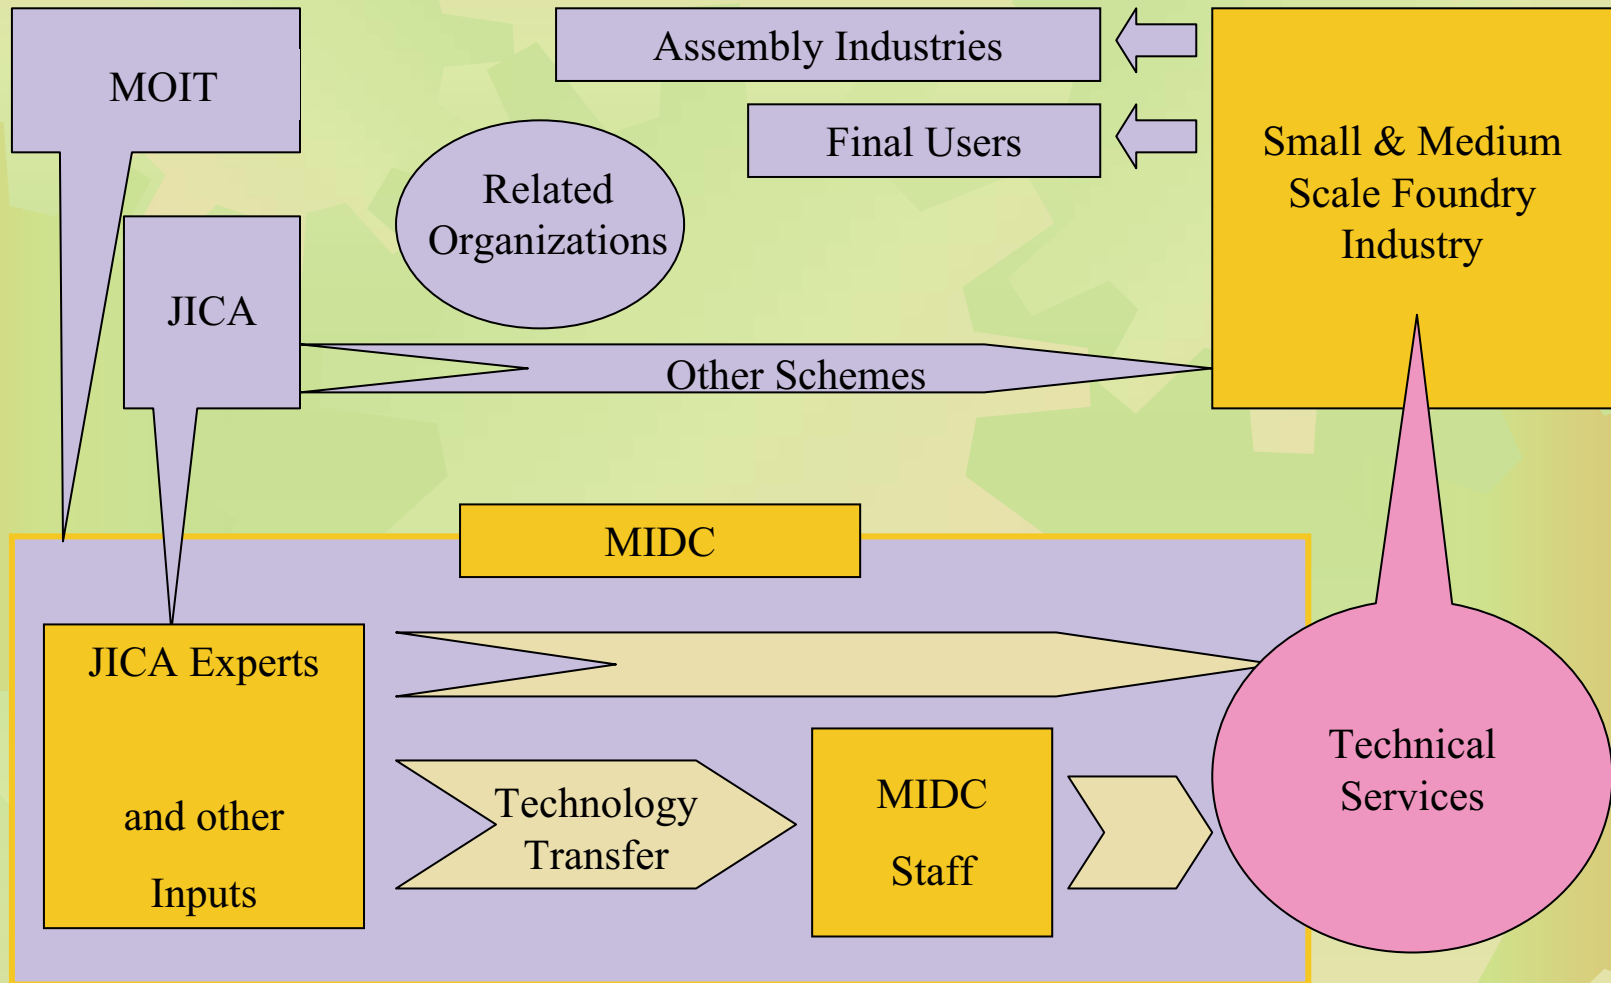 MOIT
Assembly Industries
Final Users
Small & Medium
Scale Foundry
Industry
Related
Organizations
JICA
Other Schemes
MIDC
JICA Experts
and other
Inputs
Technology
Transfer
MIDC
Staff
Technical
Services